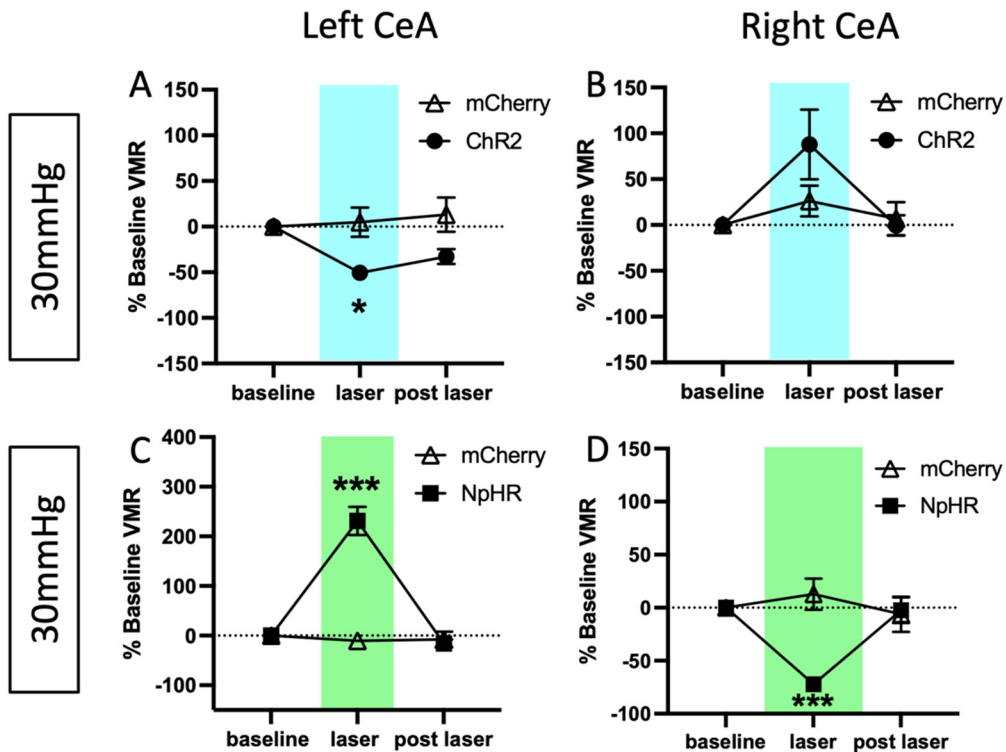 Left CeA
Right CeA
30mmHg
A
150
100
50
0
-50
-100
-150
% Baseline VMR
mCherry
ChR2
*
baseline laser post laser
B
150
100
50
0
-50
-100
-150
% Baseline VMR
mCherry
ChR2
baseline laser post laser
30mmHg
C
400
300
200
100
0
-100
% Baseline VMR
mCherry
NpHR
***
baseline laser post laser
D
150
100
50
0
-50
-100
% Baseline VMR
mCherry
NpHR
***
baseline laser post laser